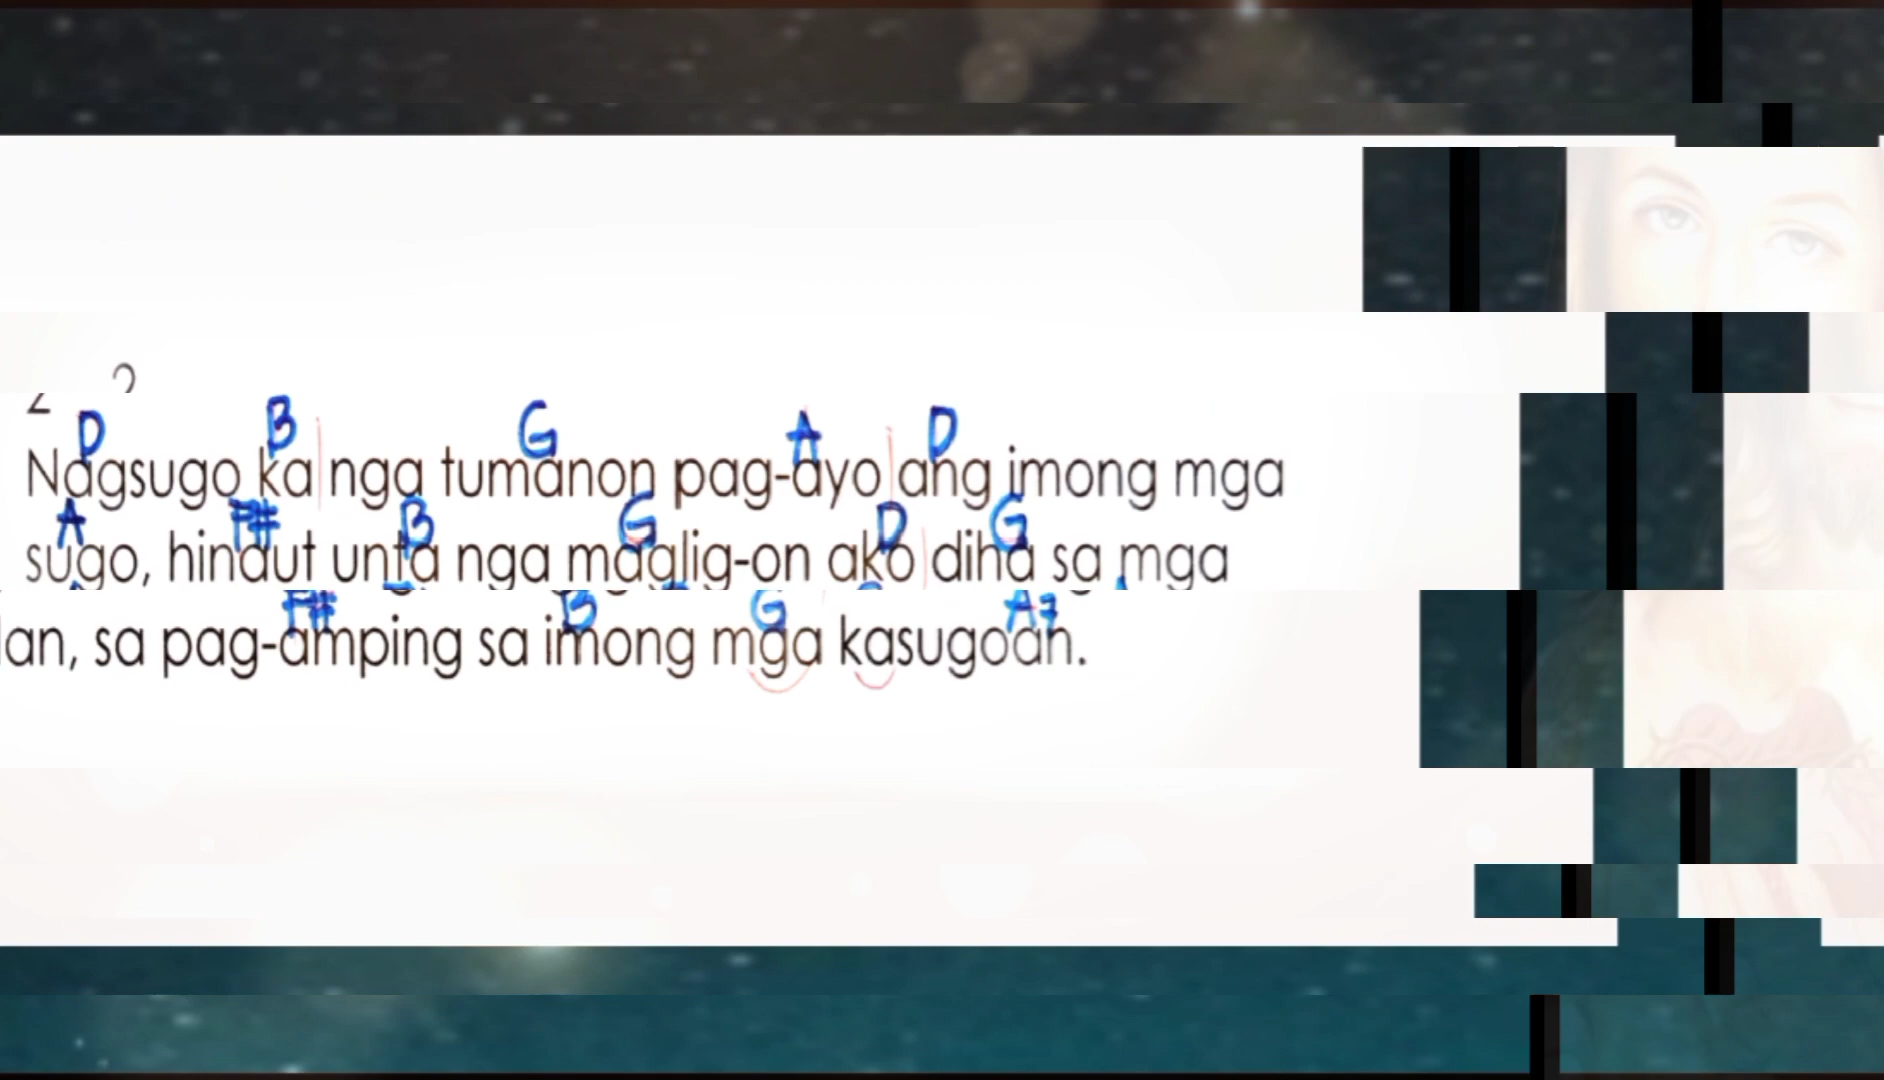 2
D B G A D
Nagsugo ka nga tumanon pag-ayo ang imong mga
A F# B G D G
sugo, hinaut unta nga maglig-on ako diha sa mga
F# B G A7
lan, sa pag-amping sa imong mga kasugoan.